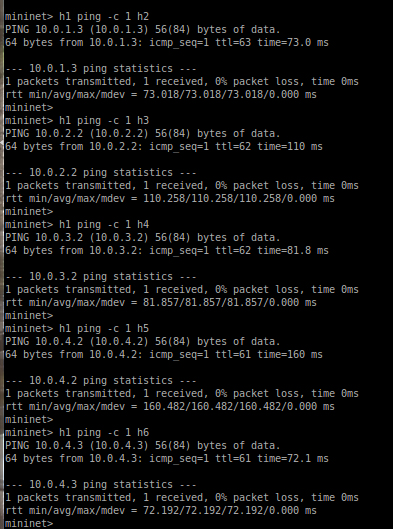 mininet> h1 ping -c 1 h2
PING 10.0.1.3 (10.0.1.3) 56(84) bytes of data.
64 bytes from 10.0.1.3: icmp_seq=1 ttl=63 time=73.0 ms
--- 10.0.1.3 ping statistics ---
1 packets transmitted, 1 received, 0% packet loss, time 0ms
rtt min/avg/max/mdev = 73.018/73.018/73.018/0.000 ms
mininet>
mininet> h1 ping -c 1 h3
PING 10.0.2.2 (10.0.2.2) 56(84) bytes of data.
64 bytes from 10.0.2.2: icmp_seq=1 ttl=62 time=110 ms
--- 10.0.2.2 ping statistics ---
1 packets transmitted, 1 received, 0% packet loss, time 0ms
rtt min/avg/max/mdev = 110.258/110.258/110.258/0.000 ms
mininet>
mininet> h1 ping -c 1 h4
PING 10.0.3.2 (10.0.3.2) 56(84) bytes of data.
64 bytes from 10.0.3.2: icmp_seq=1 ttl=62 time=81.8 ms
--- 10.0.3.2 ping statistics ---
1 packets transmitted, 1 received, 0% packet loss, time 0ms
rtt min/avg/max/mdev = 81.857/81.857/81.857/0.000 ms
mininet>
mininet> h1 ping -c 1 h5
PING 10.0.4.2 (10.0.4.2) 56(84) bytes of data.
64 bytes from 10.0.4.2: icmp_seq=1 ttl=61 time=160 ms
--- 10.0.4.2 ping statistics ---
1 packets transmitted, 1 received, 0% packet loss, time 0ms
rtt min/avg/max/mdev = 160.482/160.482/160.482/0.000 ms
mininet>
mininet> h1 ping -c 1 h6
PING 10.0.4.3 (10.0.4.3) 56(84) bytes of data.
64 bytes from 10.0.4.3: icmp_seq=1 ttl=61 time=72.1 ms
--- 10.0.4.3 ping statistics ---
1 packets transmitted, 1 received, 0% packet loss, time 0ms
rtt min/avg/max/mdev = 72.192/72.192/72.192/0.000 ms
mininet>